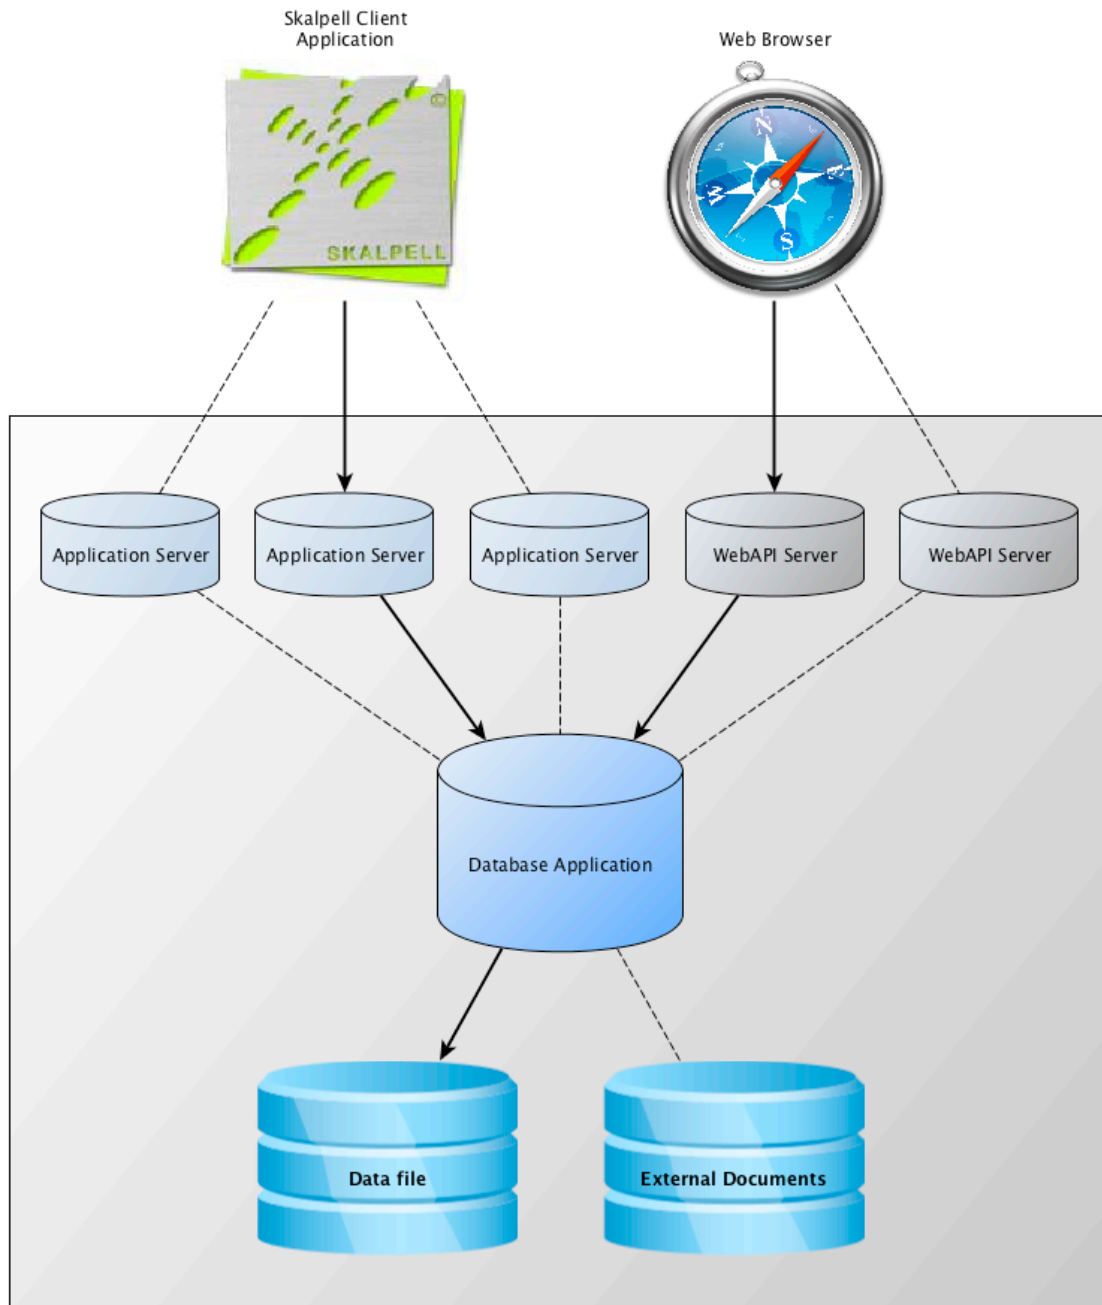 Skalpell Client
Application
Web Browser
©
SKALPELL
N
W
S
Application Server
Application Server
Application Server
WebAPI Server
WebAPI Server
Database Application
Data file
External Documents